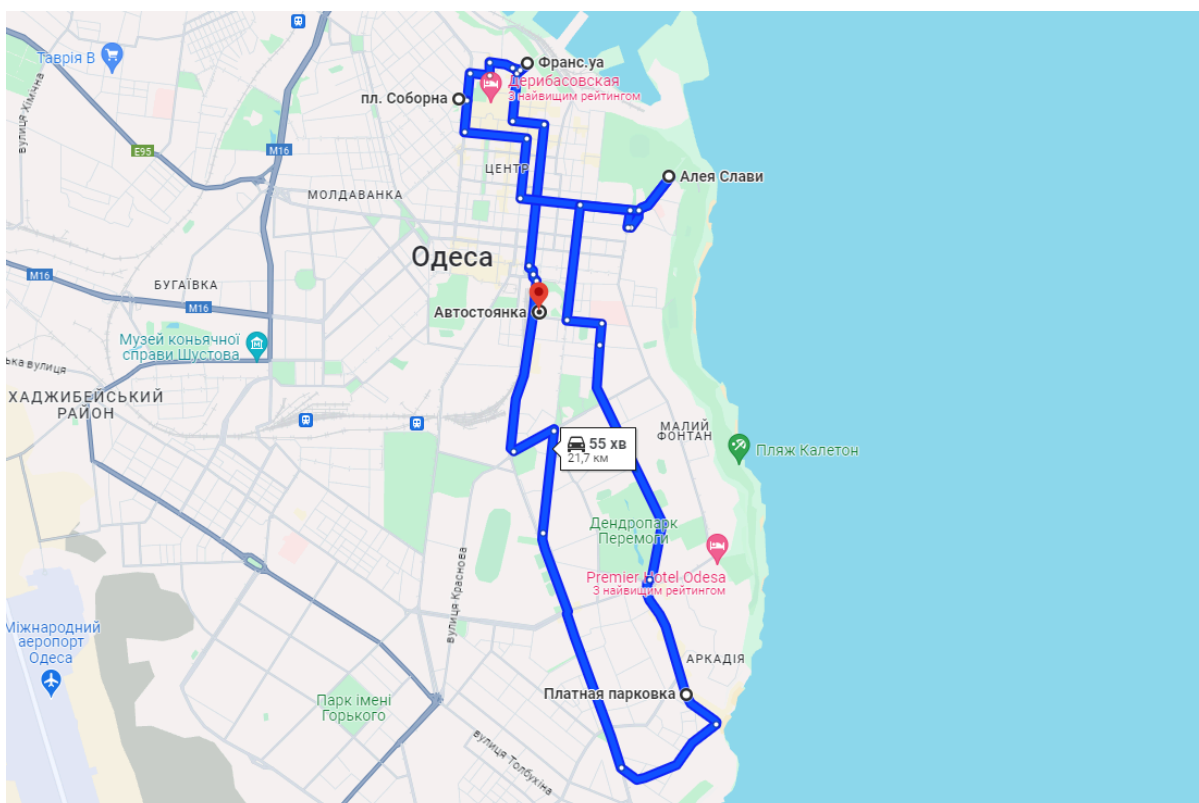 Таврія В
вулиця Хімічна
Франс.уа
Дерибасовская
З найвищим рейтингом
пл. Соборна
E95
M16
ЦЕНТР
Алея Слави
МОЛДАВАНКА
Одеса
M16
БУГАЇВКА
M16
Автостоянка
Музей коньячної
справи Шустова
ька вулиця
ХАДЖИБЕЙСЬКИЙ
РАЙОН
55 хв
21,7 км
МАЛИЙ
ФОНТАН
Пляж Калетон
Дендропарк
Перемоги
Premier Hotel Odesa
З найвищим рейтингом
вулиця Краснова
Міжнародний
аеропорт
Одеса
АРКАДІЯ
Платная парковка
Парк імені
Горького
вулиця Толбухіна